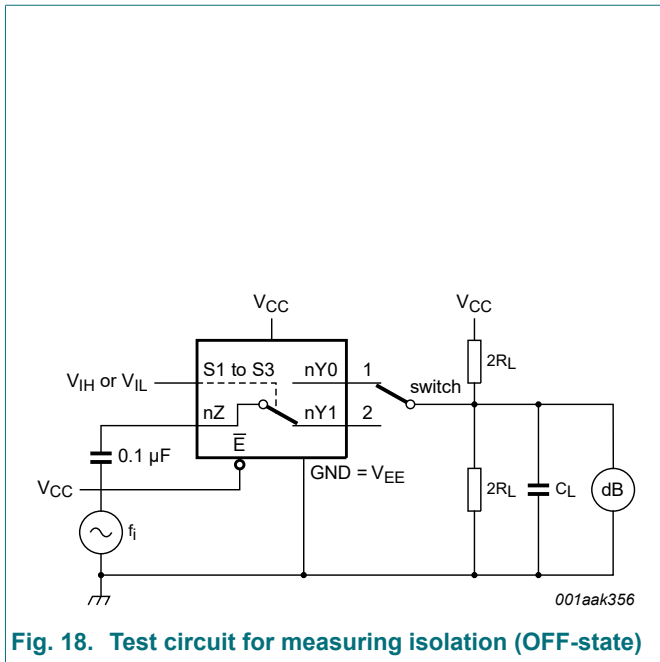 VCC
VCC
S1 to S3
nY0
1
2RL
VIH or VIL
switch
nZ
nY1
2
E
0.1 µF
GND = VEE
2RL
CL
dB
VCC
fi
001aak356
Fig. 18. Test circuit for measuring isolation (OFF-state)